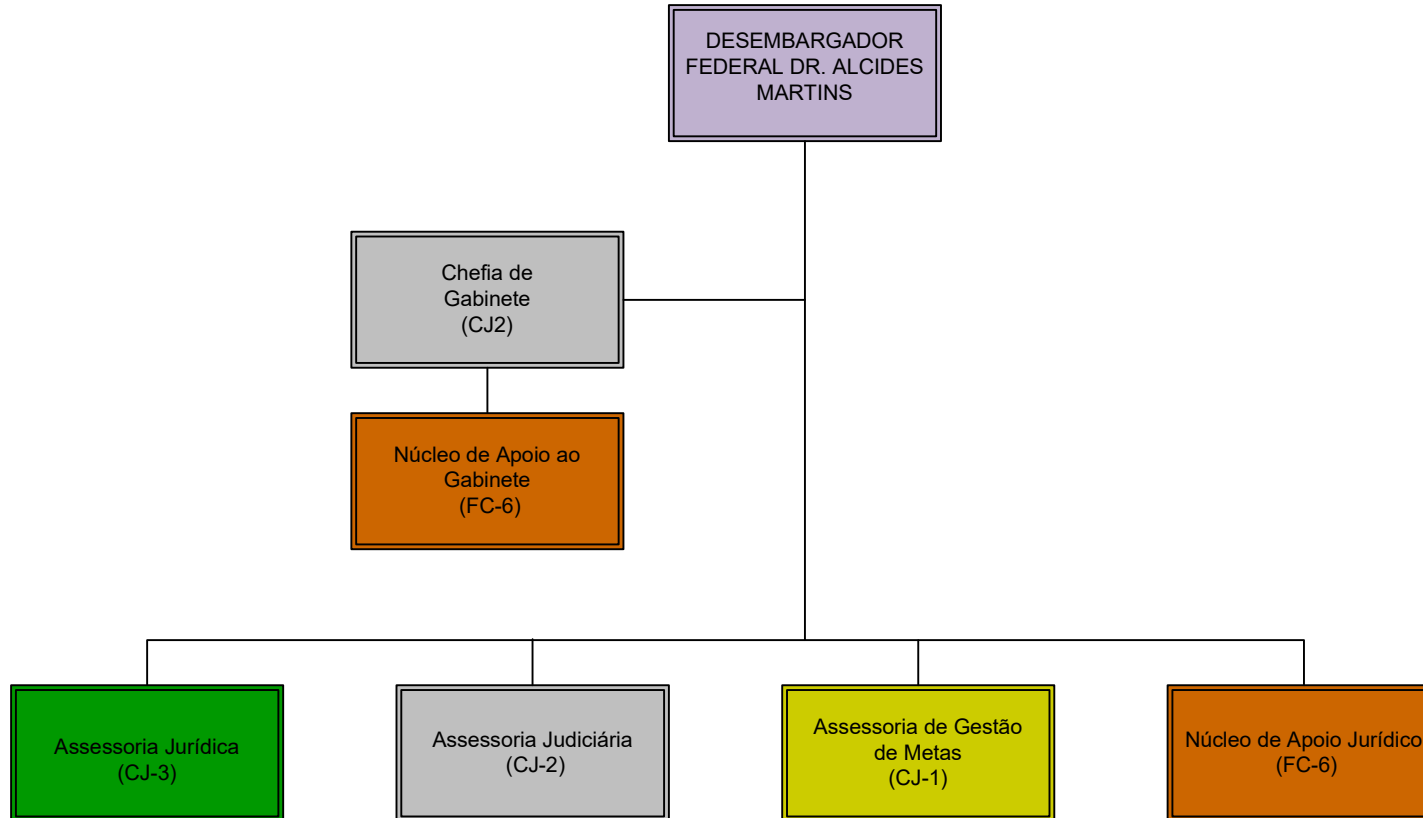 DESEMBARGADOR
FEDERAL DR. ALCIDES
MARTINS
Chefia de
Gabinete
(CJ2)
Núcleo de Apoio ao
Gabinete
(FC-6)
Assessoria Jurídica
(CJ-3)
Assessoria Judiciária
(CJ-2)
Assessoria de Gestão
de Metas
(CJ-1)
Núcleo de Apoio Jurídico
(FC-6)